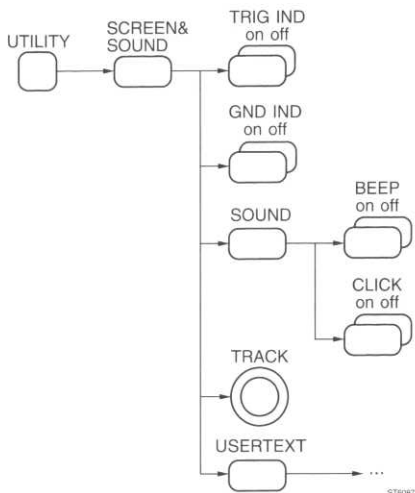 UTILITY
SCREEN&
SOUND
TRIG IND
on off
GND IND
on off
SOUND
BEEP
on off
CLICK
on off
TRACK
USERTEXT
...